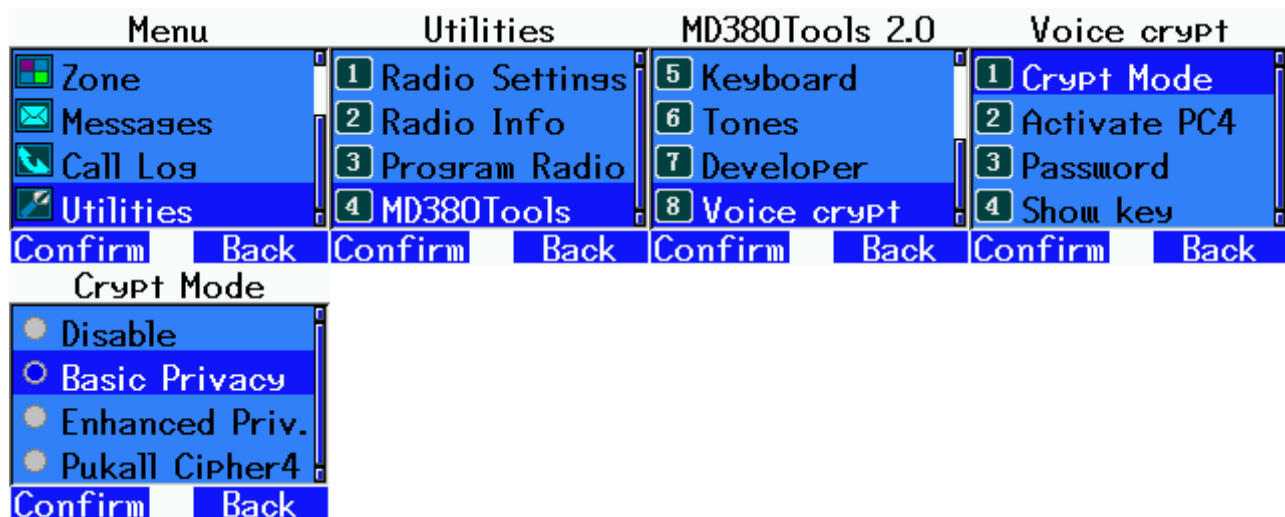 Menu
Zone
Messages
Call Log
Utilities
Confirm Back
Utilities
1 Radio Settings
2 Radio Info
3 Program Radio
4 MD380Tools
Confirm Back
MD380Tools 2.0
5 Keyboard
6 Tones
7 Developer
8 Voice crypt
Confirm Back
Voice crypt
1 Crypt Mode
2 Activate PC4
3 Password
4 Show key
Confirm Back
Crypt Mode
Disable
Basic Privacy
Enhanced Priv.
Pukall Cipher4
Confirm Back